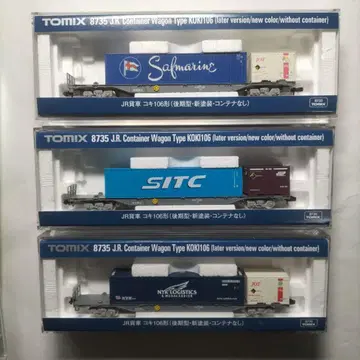 TOMIX 8735 J.R. Container Wagon Type KOKI106 (later version/new color/without container)
Safmarine
JR貨車 コキ106形(後期型・新塗装・コンテナなし)
TOMIX 8735 J.R. Container Wagon Type KOKI106 (later version/new color/without container)
SITC
JR貨車 コキ106形(後期型・新塗装・コンテナなし)
TOMIX 8735 J.R. Container Wagon Type KOKI106 (later version/new color/without container)
NYK LOGISTICS
& MEGACARRIER
JR貨車 コキ106形(後期型・新塗装・コンテナなし)